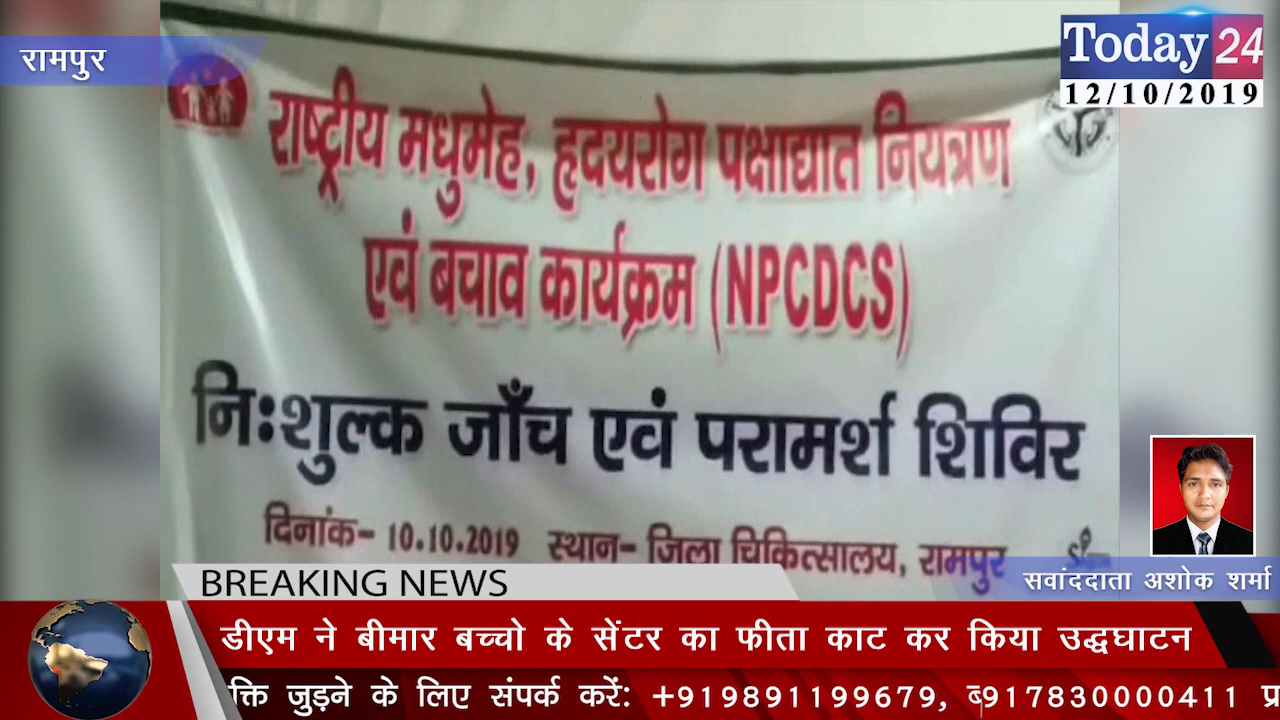 रामपुर
Today 24
12/10/2019
राष्ट्रीय मधुमेह, हृदयरोग पक्षाद्यात नियत्रण
एवं बचाव कार्यक्रम (NPCDCS)
निःशुल्क जाँच एवं परामर्श शिविर
दिनांक- 10.10.2019 स्थान- जिला चिकित्सालय, रामपुर
सवांददाता अशोक शर्मा
BREAKING NEWS
डीएम ने बीमार बच्चो के सेंटर का फीता काट कर किया उद्धघाटन
क्ति जुड़ने के लिए संपर्क करें: +919891199679, 917830000411 प्र